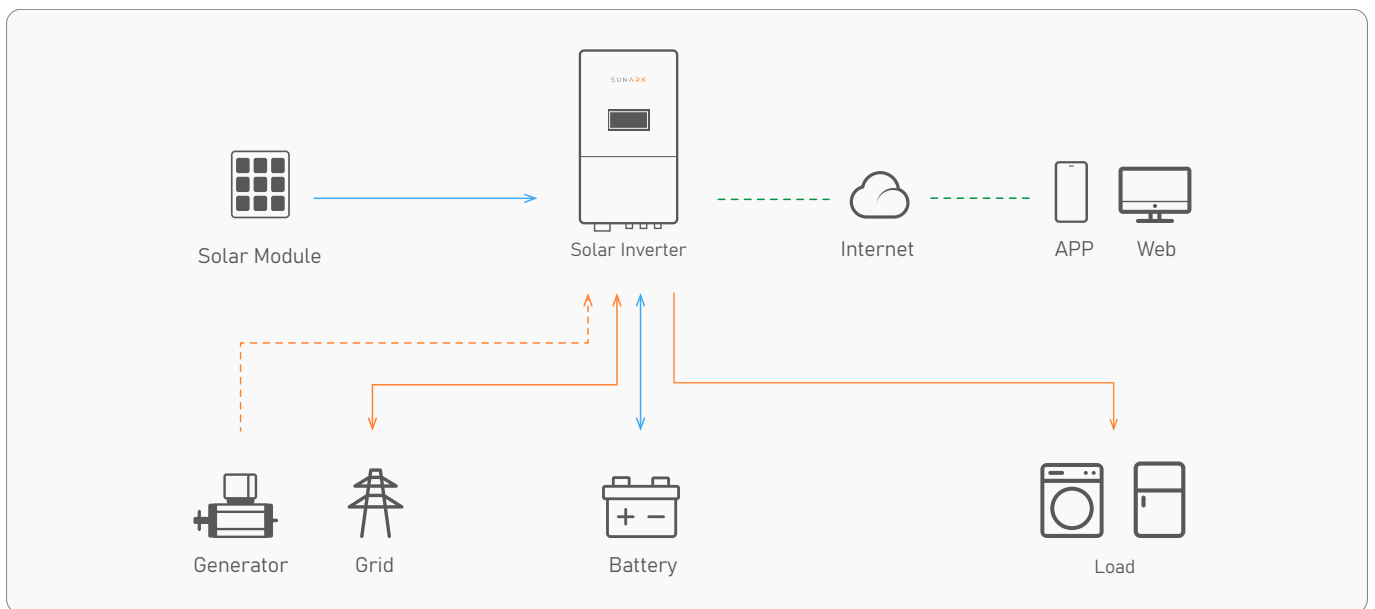 SUNARK
Solar Module
Solar Inverter
Internet
APP
Web
Generator
Grid
Battery
Load